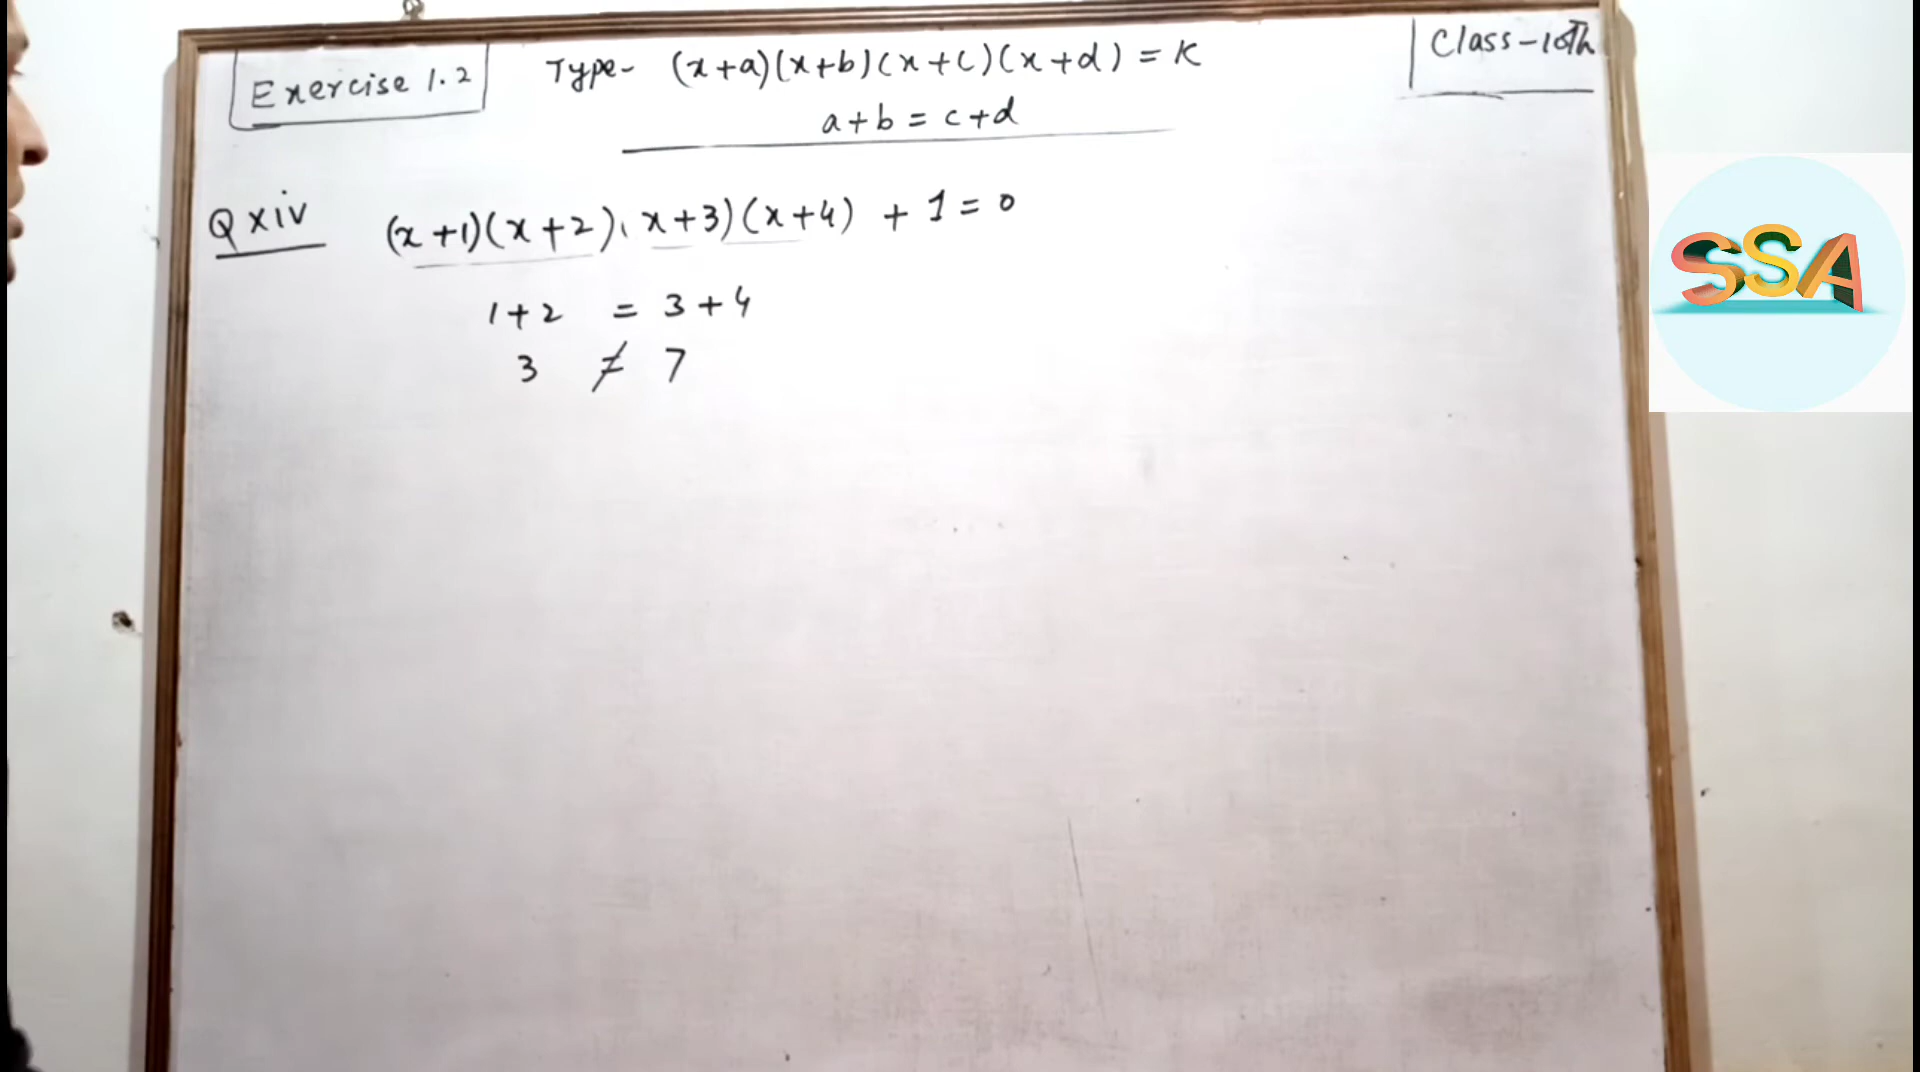 Exercise 1.2
Type- (x+a)(x+b)(x+c)(x+d) = K
a+b = c+d
Class-10th
Q xiv (x+1)(x+2)(x+3)(x+4) + 1 = 0
1+2 = 3+4
3 ≠ 7
SSA